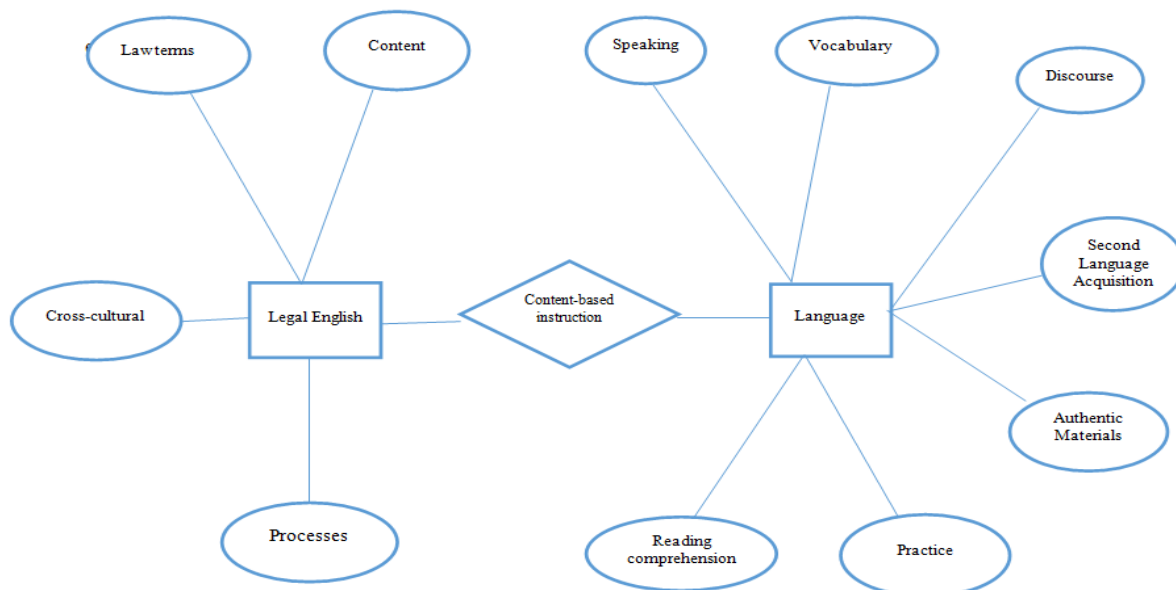 Lawterms
Content
Speaking
Vocabulary
Discourse
Second
Language
Acquisition
Cross-cultural
Legal English
Content-based
instruction
Language
Authentic
Materials
Processes
Reading
comprehension
Practice